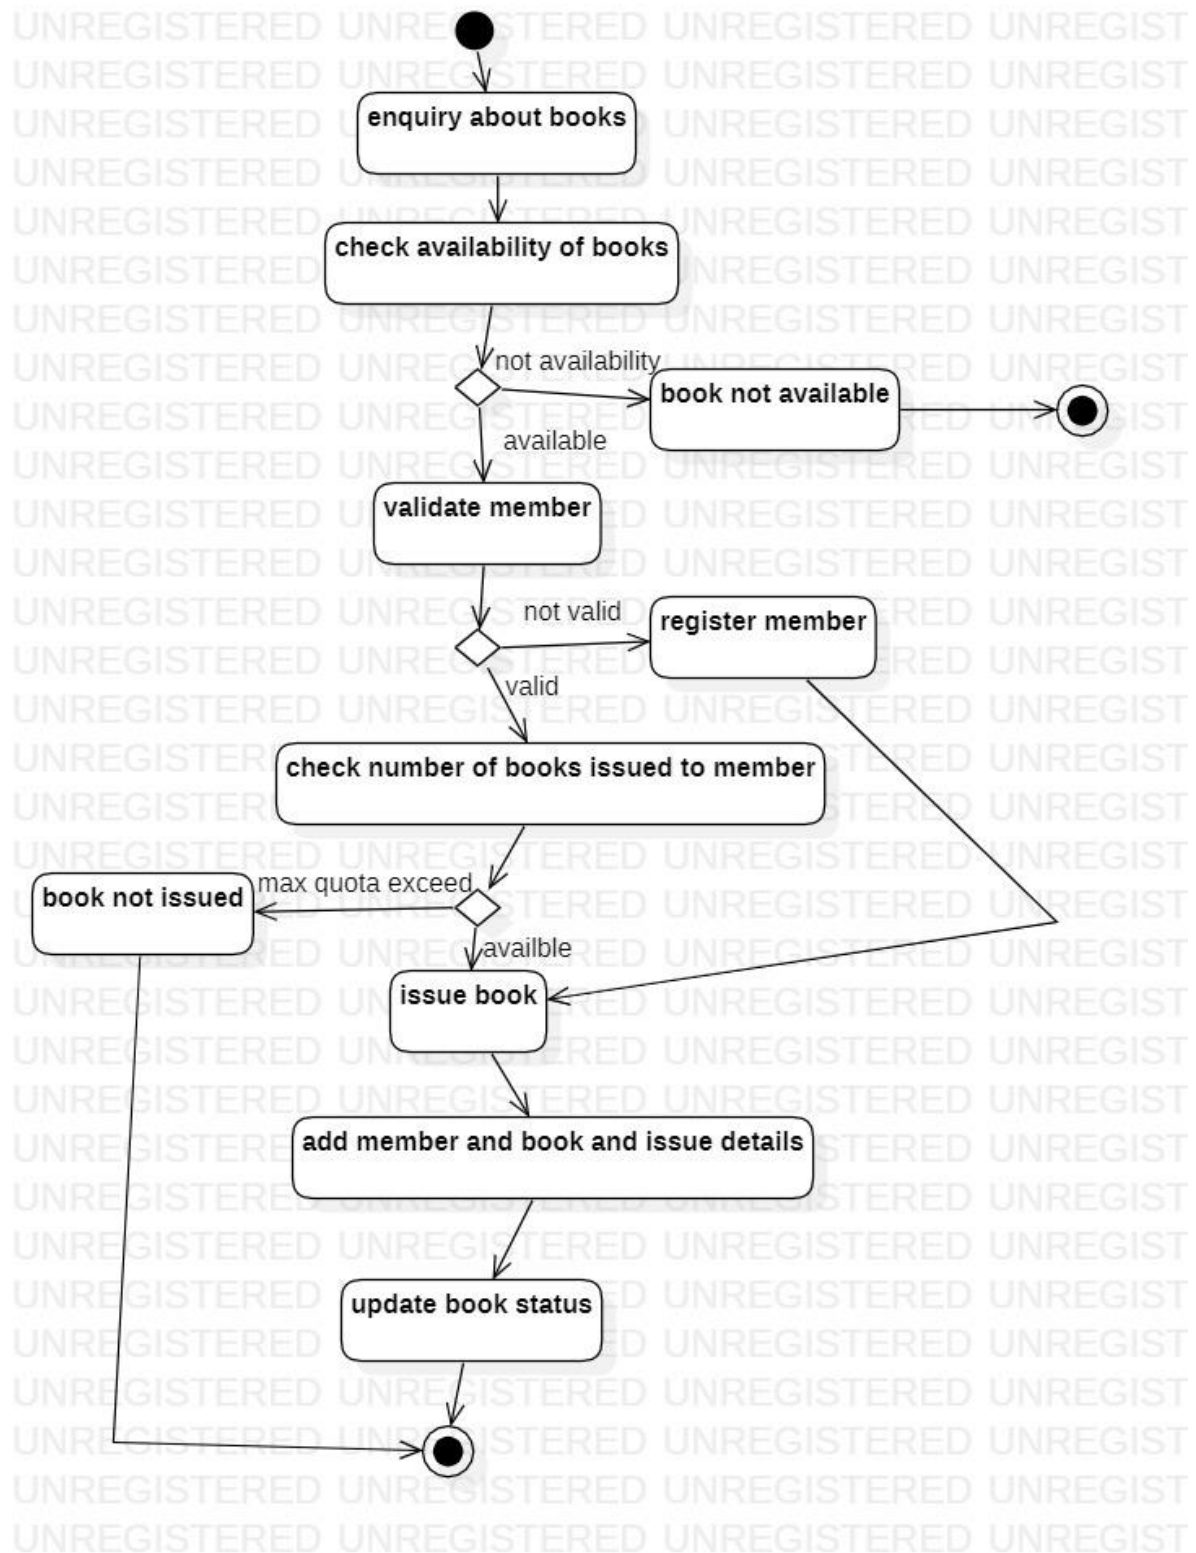 enquiry about books
check availability of books
not availability
book not available
available
validate member
not valid
register member
valid
check number of books issued to member
max quota exceed
book not issued
availble
issue book
add member and book and issue details
update book status
UNREGISTERED